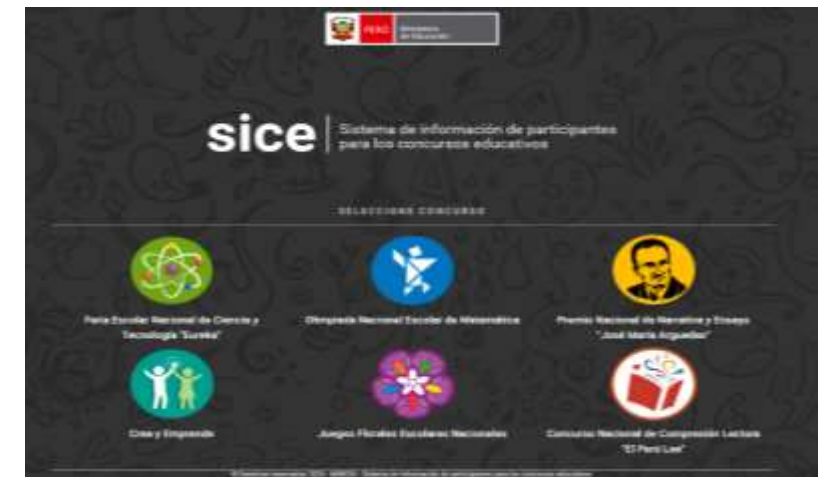 PERÚ
Ministerio
de Educación
sice
Sistema de información de participantes
para los concursos educativos
SELECCIONE CONCURSO
Feria Escolar Nacional de Ciencia y
Tecnología "Eureka"
Olimpiada Nacional Escolar de Matemática
Premio Nacional de Narrativa y Ensayo
"José María Arguedas"
Crea y Emprende
Juegos Florales Escolares Nacionales
Concurso Nacional de Comprensión Lectora
"El Perú Lee"